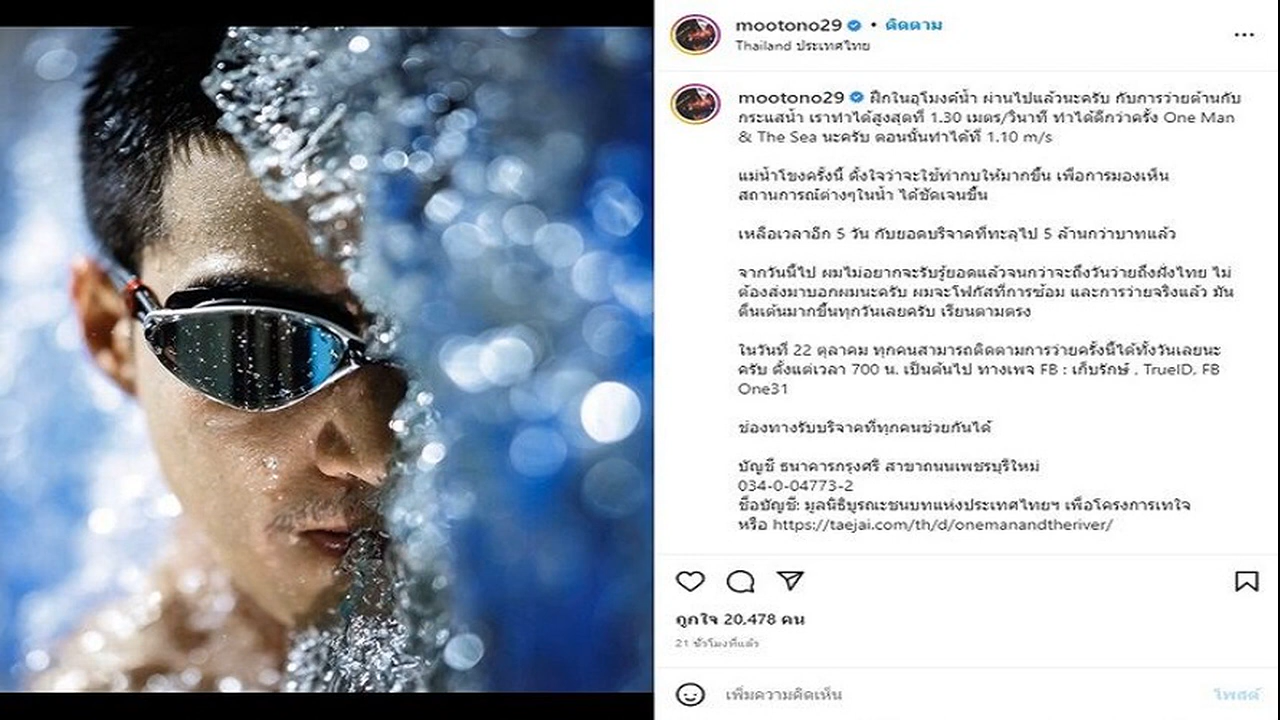 mootono29 • ติดตาม
Thailand ประเทศไทย
mootono29 ฝึกในอุโมงค์น้ำ ผ่านไปแล้วนะครับ กับการว่ายต้านกับ
กระแสน้ำ เราทำได้สูงสุดที่ 1.30 เมตร/วินาที ทำได้ดีกว่าครั้ง One Man
& The Sea นะครับ ตอนนั้นทำได้ที่ 1.10 m/s
แม่น้ำโขงครั้งนี้ ตั้งใจว่าจะใช้ท่ากบให้มากขึ้น เพื่อการมองเห็น
สถานการณ์ต่างๆในน้ำ ได้ชัดเจนขึ้น
เหลือเวลาอีก 5 วัน กับยอดบริจาคที่ทะลุไป 5 ล้านกว่าบาทแล้ว
จากวันนี้ไป ผมไม่อยากจะรับรู้ยอดแล้วจนกว่าจะถึงวันว่ายถึงฝั่งไทย ไม่
ต้องส่งมาบอกผมนะครับ ผมจะโฟกัสที่การซ้อม และการว่ายจริงแล้ว มัน
ตื่นเต้นมากขึ้นทุกวันเลยครับ เรียนตามตรง
ในวันที่ 22 ตุลาคม ทุกคนสามารถติดตามการว่ายครั้งนี้ได้ทั้งวันเลยนะ
ครับ ตั้งแต่เวลา 700 น. เป็นต้นไป ทางเพจ FB : เก็บรักษ์ , TrueID, FB
One31
ช่องทางรับบริจาคที่ทุกคนช่วยกันได้
บัญชี ธนาคารกรุงศรี สาขาถนนเพชรบุรีใหม่
034-0-04773-2
ชื่อบัญชี: มูลนิธิบูรณะชนบทแห่งประเทศไทยฯ เพื่อโครงการเทใจ
หรือ https://taejai.com/th/d/onemanandtheriver/
ถูกใจ 20,478 คน
21 ชั่วโมงที่แล้ว
เพิ่มความคิดเห็น
โพสต์